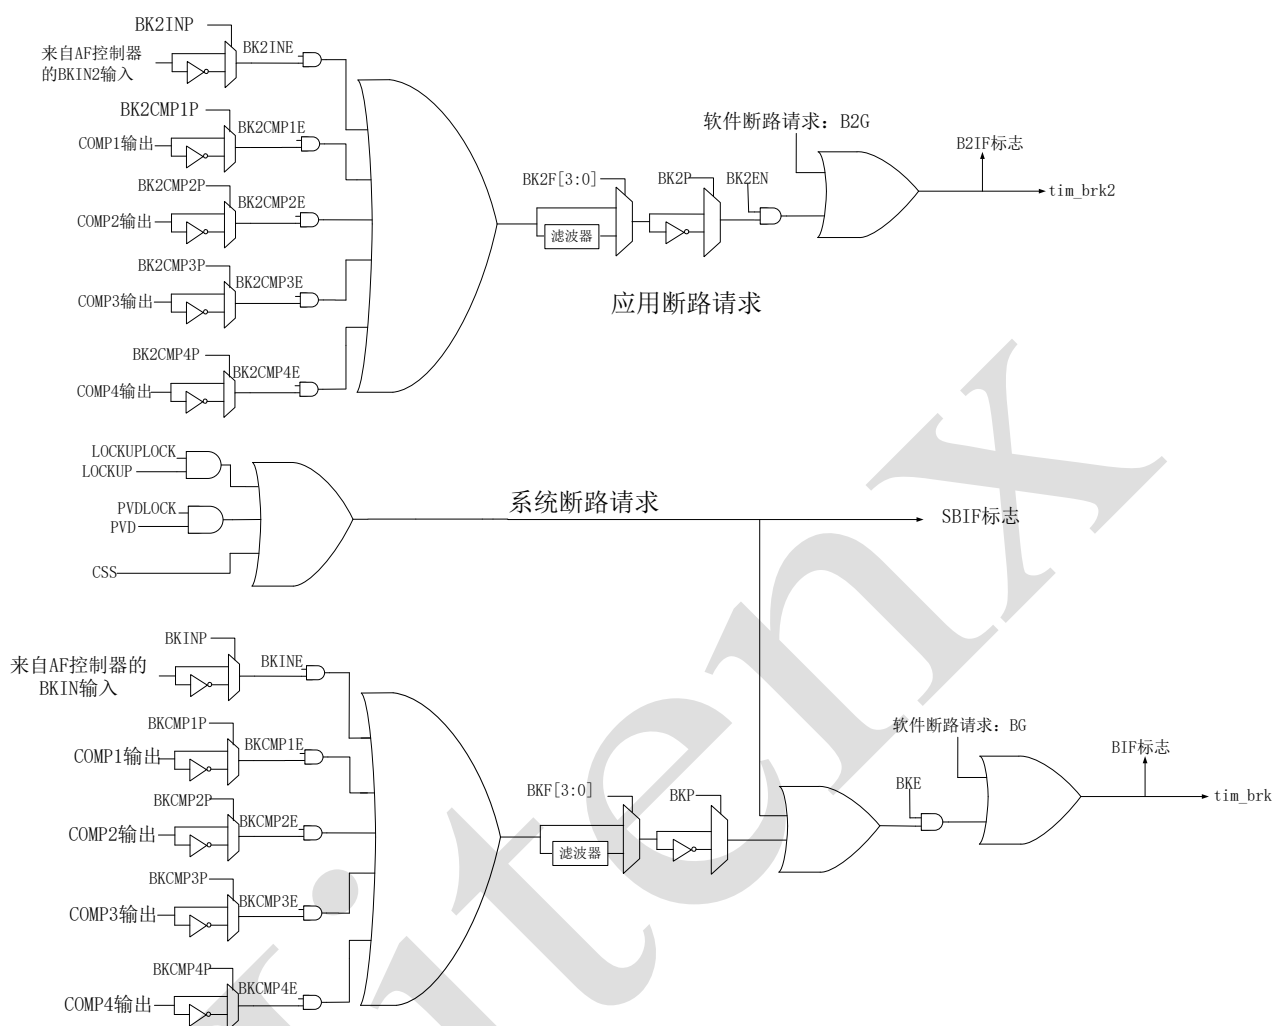 BK2INP
来自AF控制器
的BKIN2输入
BK2INE
BK2CMP1P
COMP1输出
BK2CMP1E
BK2CMP2P
COMP2输出
BK2CMP2E
BK2CMP3P
COMP3输出
BK2CMP3E
BK2CMP4P
COMP4输出
BK2CMP4E
BK2F[3:0]
滤波器
BK2P
BK2EN
软件断路请求: B2G
B2IF标志
tim_brk2
应用断路请求
LOCKUPLOCK
LOCKUP
PVDLOCK
PVD
CSS
系统断路请求
SBIF标志
BKINP
来自AF控制器的
BKIN输入
BKINE
BKCMP1P
COMP1输出
BKCMP1E
BKCMP2P
COMP2输出
BKCMP2E
BKCMP3P
COMP3输出
BKCMP3E
BKCMP4P
COMP4输出
BKCMP4E
BKF[3:0]
滤波器
BKP
BKE
软件断路请求: BG
BIF标志
tim_brk